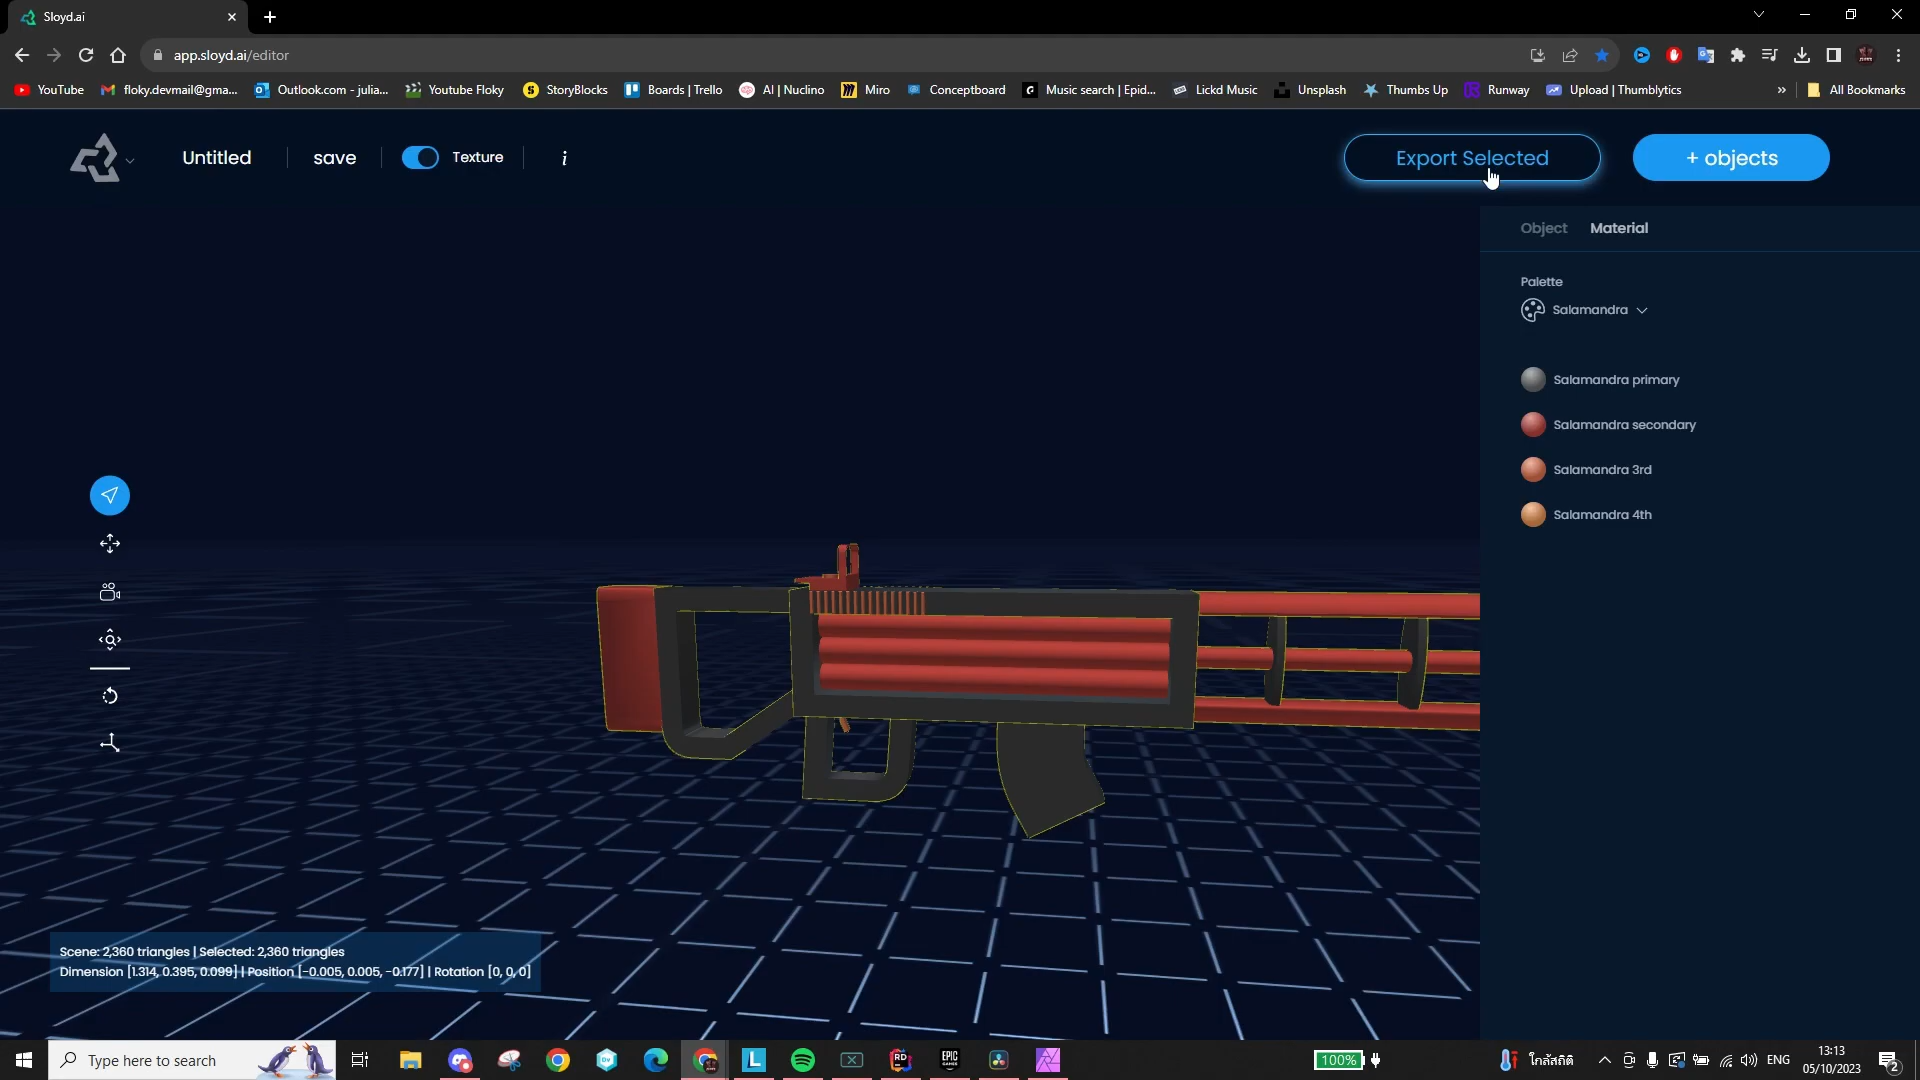 Sloyd.ai
app.sloyd.ai/editor
YouTube
floky.devmail@gma...
Outlook.com - julia...
Youtube Floky
StoryBlocks
Boards | Trello
AI | Nuclino
Miro
Conceptboard
Music search | Epid...
Lickd Music
Unsplash
Thumbs Up
Runway
Upload | Thumblytics
»
All Bookmarks
Untitled
save
Texture
i
Export Selected
+ objects
Object
Material
Palette
Salamandra
Salamandra primary
Salamandra secondary
Salamandra 3rd
Salamandra 4th
Scene: 2,360 triangles | Selected: 2,360 triangles
Dimension [1.314, 0.395, 0.099] | Position [-0.005, 0.005, -0.177] | Rotation [0, 0, 0]
Type here to search
100%
ใกล้สถิติ
ENG
13:13
05/10/2023
2